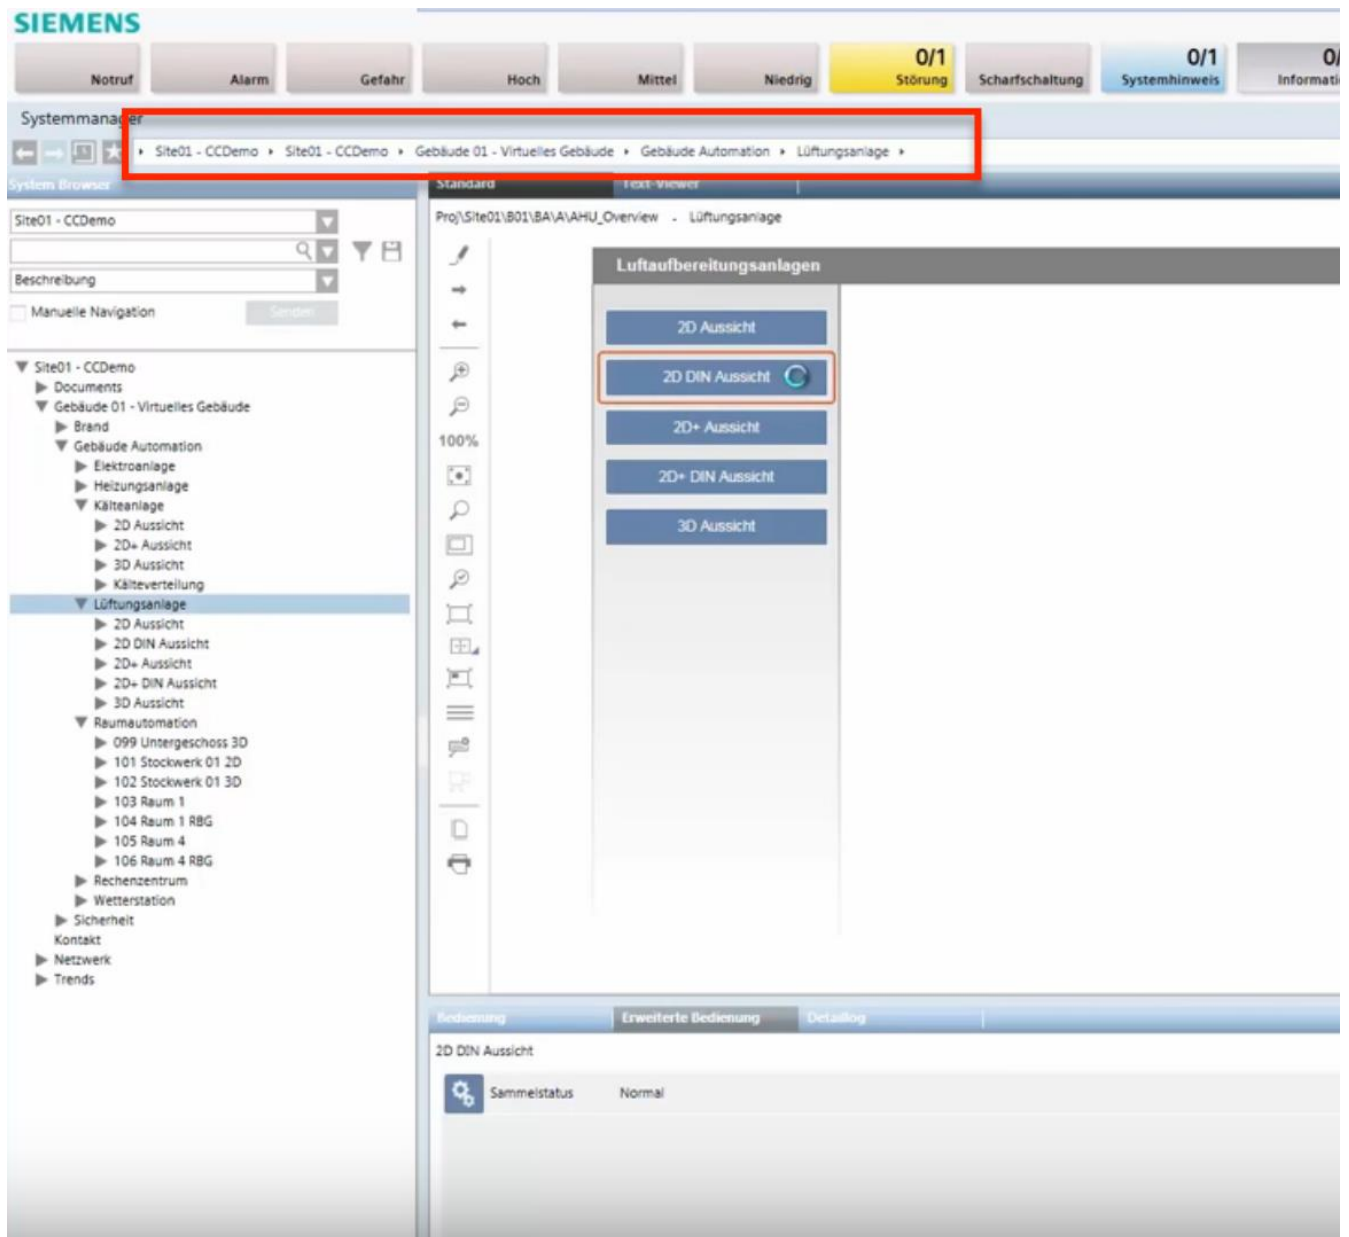 SIEMENS
Notruf
Alarm
Gefahr
Hoch
Mittel
Niedrig
0/1
Störung
Scharfschaltung
0/1
Systemhinweis
0/
Informati
Systemmanager
Site01 - CCDemo Site01 - CCDemo Gebäude 01 - Virtuelles Gebäude Gebäude Automation Lüftungsanlage
System Browser
Site01 - CCDemo
Beschreibung
Manuelle Navigation
Senden
Site01 - CCDemo
Documents
Gebäude 01 - Virtuelles Gebäude
Brand
Gebäude Automation
Elektroanlage
Heizungsanlage
Kälteanlage
2D Aussicht
2D+ Aussicht
3D Aussicht
Kälteverteilung
Lüftungsanlage
2D Aussicht
2D DIN Aussicht
2D+ Aussicht
2D+ DIN Aussicht
3D Aussicht
Raumautomation
099 Untergeschoss 3D
101 Stockwerk 01 2D
102 Stockwerk 01 3D
103 Raum 1
104 Raum 1 RBG
105 Raum 4
106 Raum 4 RBG
Rechenzentrum
Wetterstation
Sicherheit
Kontakt
Netzwerk
Trends
Standard
Text-Viewer
Proj\Site01\B01\BA\A\AHU_Overview - Lüftungsanlage
100%
Luftaufbereitungsanlagen
2D Aussicht
2D DIN Aussicht
2D+ Aussicht
2D+ DIN Aussicht
3D Aussicht
Bedienung
Erweiterte Bedienung
Detaillog
2D DIN Aussicht
Sammelstatus Normal